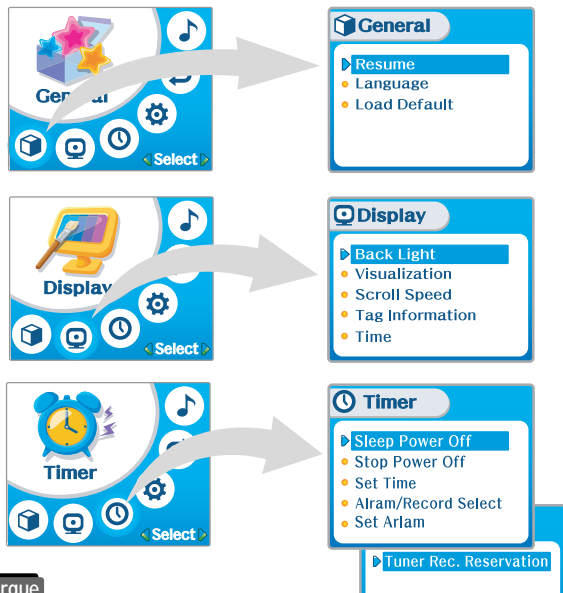 General
Select
General
Resume
Language
Load Default
Display
Select
Display
Back Light
Visualization
Scroll Speed
Tag Information
Time
Timer
Select
Timer
Sleep Power Off
Stop Power Off
Set Time
Alram/Record Select
Set Arlam
Tuner Rec. Reservation